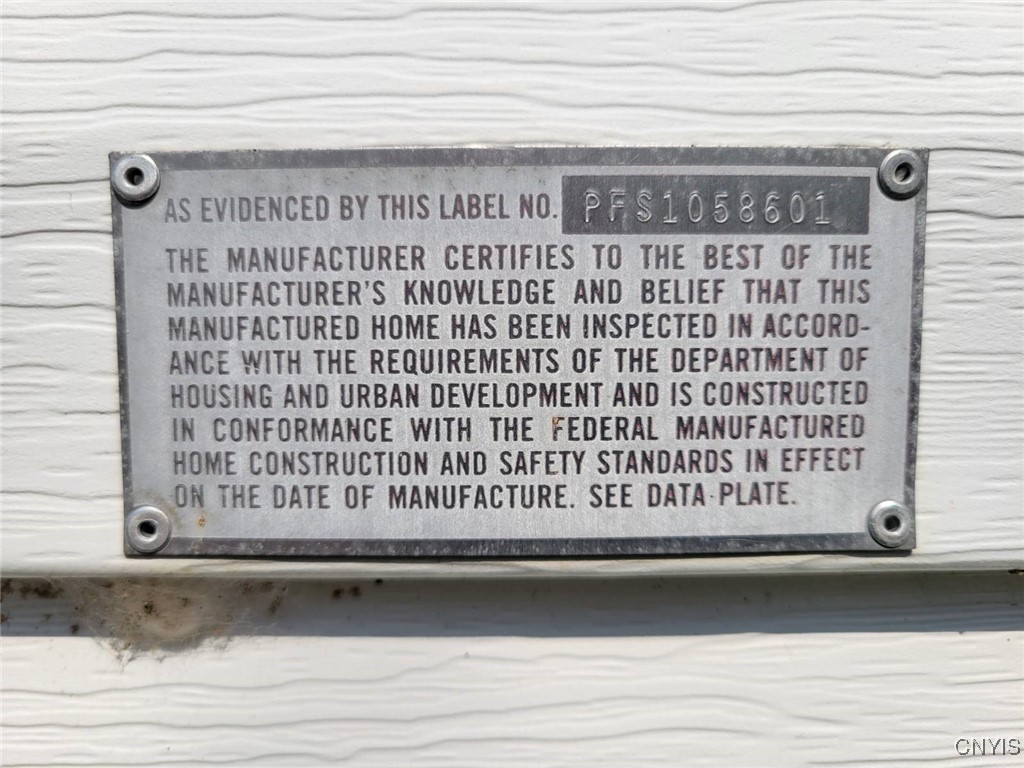 AS EVIDENCED BY THIS LABEL NO. PFS1058601
THE MANUFACTURER CERTIFIES TO THE BEST OF THE
MANUFACTURER'S KNOWLEDGE AND BELIEF THAT THIS
MANUFACTURED HOME HAS BEEN INSPECTED IN ACCORD-
ANCE WITH THE REQUIREMENTS OF THE DEPARTMENT OF
HOUSING AND URBAN DEVELOPMENT AND IS CONSTRUCTED
IN CONFORMANCE WITH THE FEDERAL MANUFACTURED
HOME CONSTRUCTION AND SAFETY STANDARDS IN EFFECT
ON THE DATE OF MANUFACTURE. SEE DATA PLATE.
CNYIS